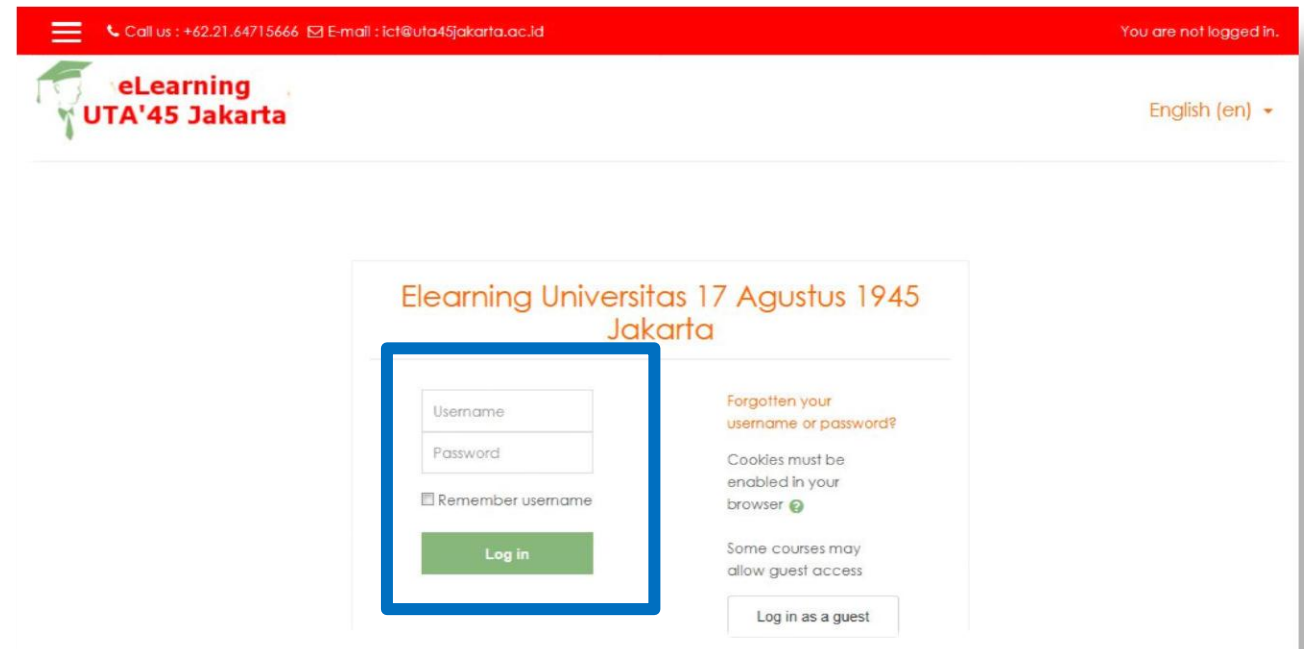 Call us : +62.21.64715666 E-mail : ict@uta45jakarta.ac.id
You are not logged in.
eLearning
UTA'45 Jakarta
English (en)
Elearning Universitas 17 Agustus 1945
Jakarta
Username
Password
Remember username
Log in
Forgotten your
username or password?
Cookies must be
enabled in your
browser
Some courses may
allow guest access
Log in as a guest